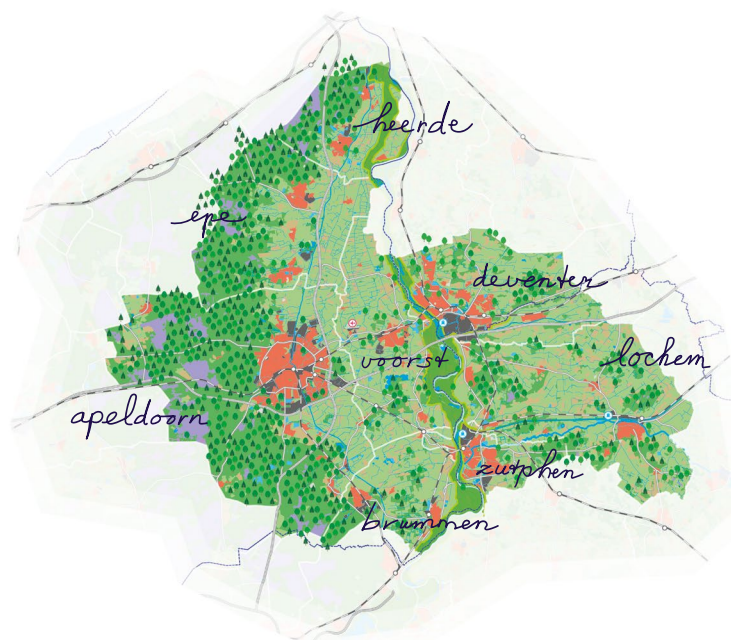 heerde
epe
deventer
voorst
lochem
apeldoorn
zutphen
brummen